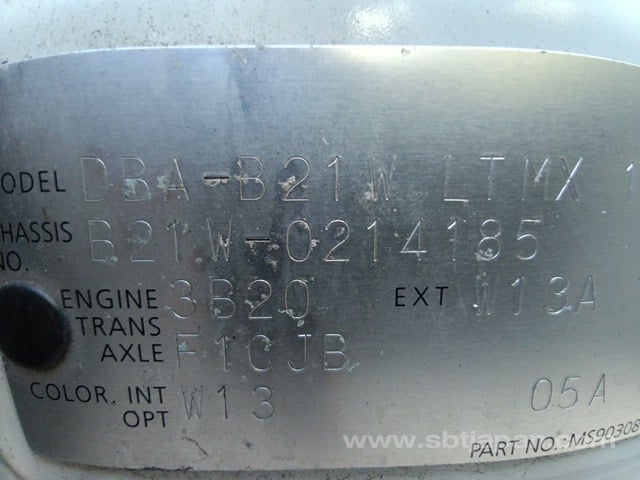 ODEL DBA-B21W LTMX 1
HASSIS B21W-0214185
NO.
ENGINE 3B20 EXT W13A
TRANS
AXLE F1CJB
COLOR, INT W13 05A
OPT
www.sbtjapan.com
PART NO.:MS90308